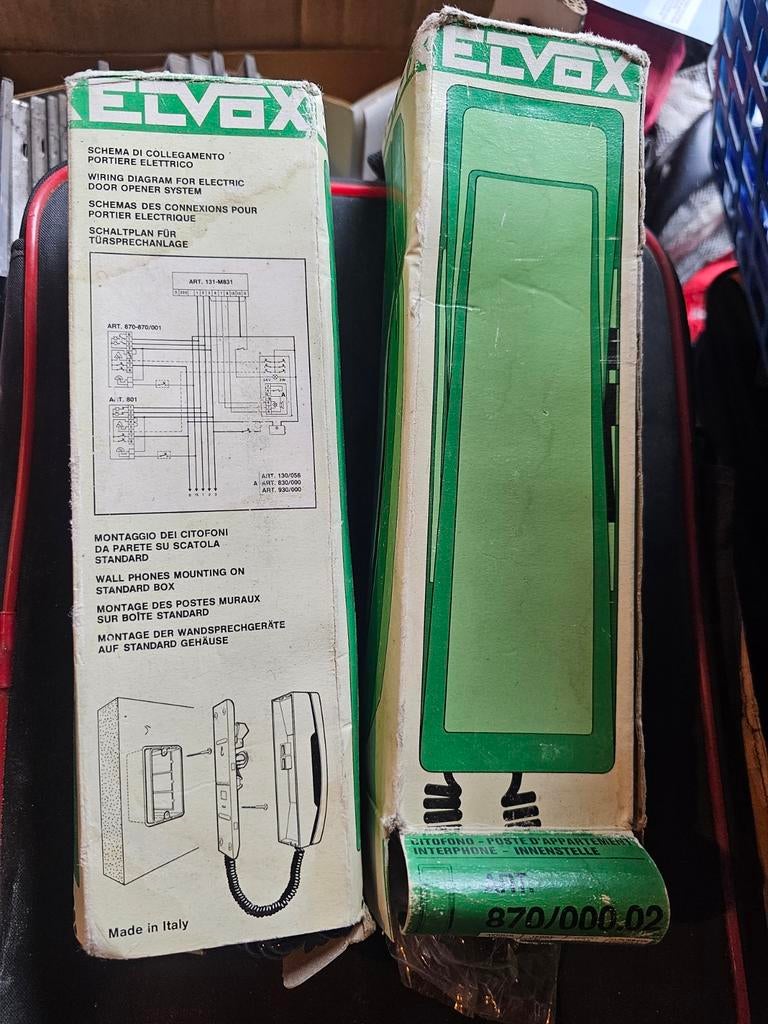 ELVOX
SCHEMA DI COLLEGAMENTO
PORTIERE ELETTRICO
WIRING DIAGRAM FOR ELECTRIC
DOOR OPENER SYSTEM
SCHEMAS DES CONNEXIONS POUR
PORTIER ELECTRIQUE
SCHALTPLAN FÜR
TÜRSPRECHANLAGE
ART. 131-M831
ART. 870-870/001
ART. 801
A
ART. 130/056
A ART. 830/000
ART. 930/000
MONTAGGIO DEI CITOFONI
DA PARETE SU SCATOLA
STANDARD
WALL PHONES MOUNTING ON
STANDARD BOX
MONTAGE DES POSTES MURAUX
SUR BOÎTE STANDARD
MONTAGE DER WANDSPRECHGERÄTE
AUF STANDARD GEHÄUSE
Made in Italy
ELVOX
CITOFONO - POSTE D'APPARTEMENT
INTERPHONE - INNENSTELLE
ART.
870/000.02